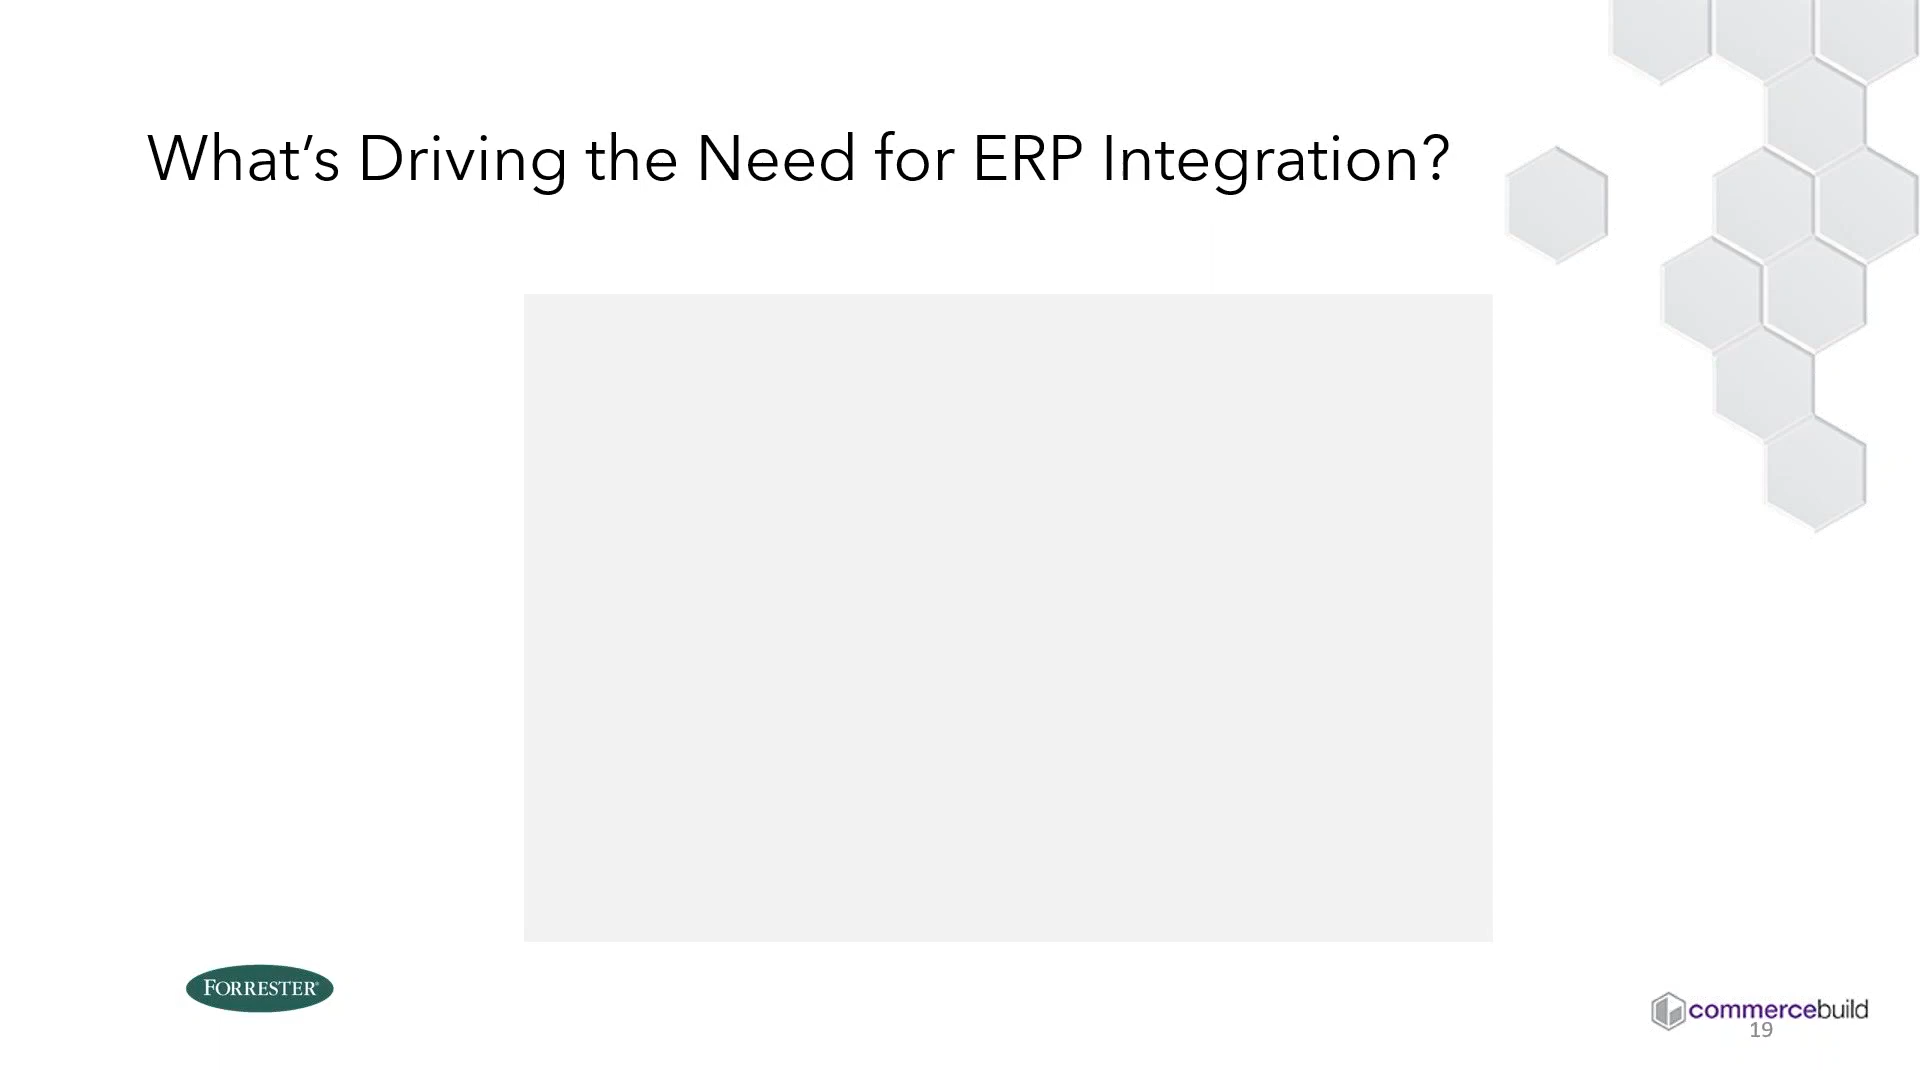 What’s Driving the Need for ERP Integration?
FORRESTER®
commercebuild
19